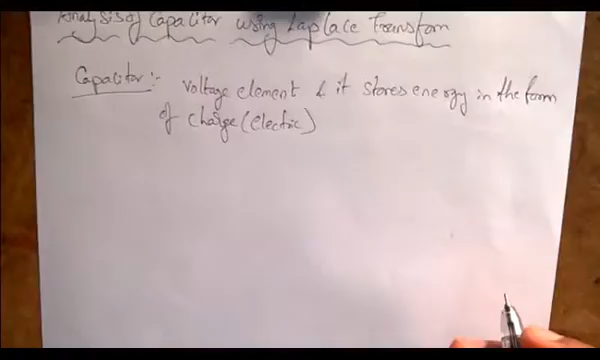 Analysis of Capacitor using Laplace Transform
Capacitor :- voltage element & it stores energy in the form
of charge (electric)